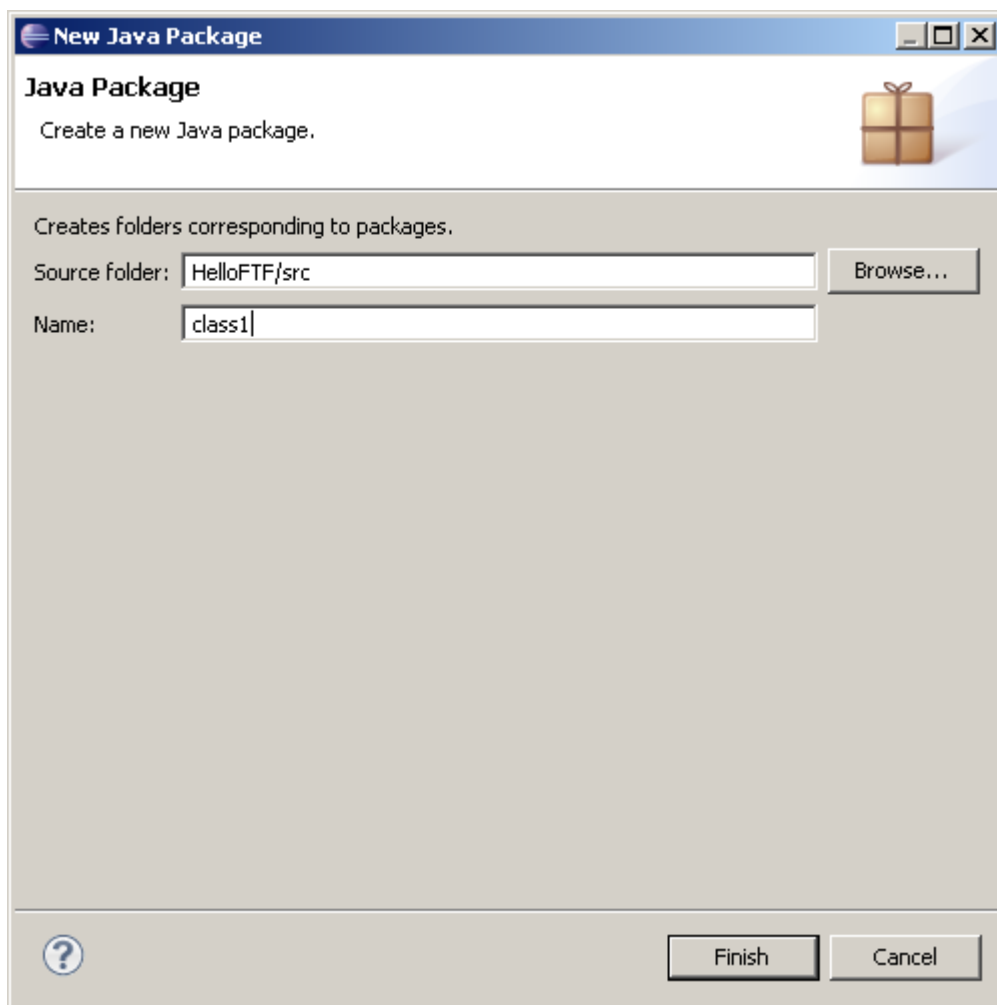 New Java Package
Java Package
Create a new Java package.
Creates folders corresponding to packages.
Source folder: HelloFTF/src Browse...
Name: class1
? Finish Cancel